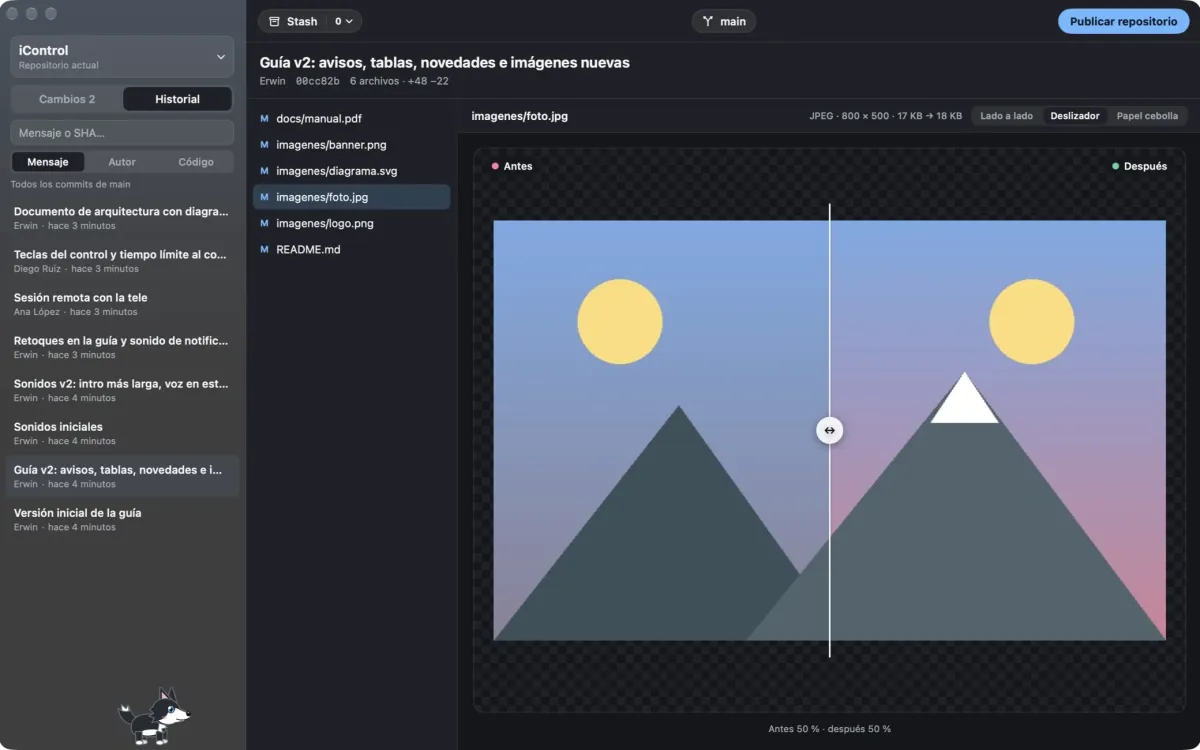 iControl
Repositorio actual
Cambios 2
Historial
Mensaje o SHA...
Mensaje
Autor
Código
Todos los commits de main
Documento de arquitectura con diagra...
Erwin · hace 3 minutos
Teclas del control y tiempo límite al co...
Diego Ruiz · hace 3 minutos
Sesión remota con la tele
Ana López · hace 3 minutos
Retoques en la guía y sonido de notific...
Erwin · hace 3 minutos
Sonidos v2: intro más larga, voz en est...
Erwin · hace 4 minutos
Sonidos iniciales
Erwin · hace 4 minutos
Guía v2: avisos, tablas, novedades e i...
Erwin · hace 4 minutos
Versión inicial de la guía
Erwin · hace 4 minutos
Stash 0
main
Publicar repositorio
Guía v2: avisos, tablas, novedades e imágenes nuevas
Erwin 00cc82b 6 archivos · +48 −22
M docs/manual.pdf
M imagenes/banner.png
M imagenes/diagrama.svg
M imagenes/foto.jpg
M imagenes/logo.png
M README.md
imagenes/foto.jpg
JPEG · 800 × 500 · 17 KB → 18 KB
Lado a lado
Deslizador
Papel cebolla
Antes
Después
Antes 50 % · después 50 %